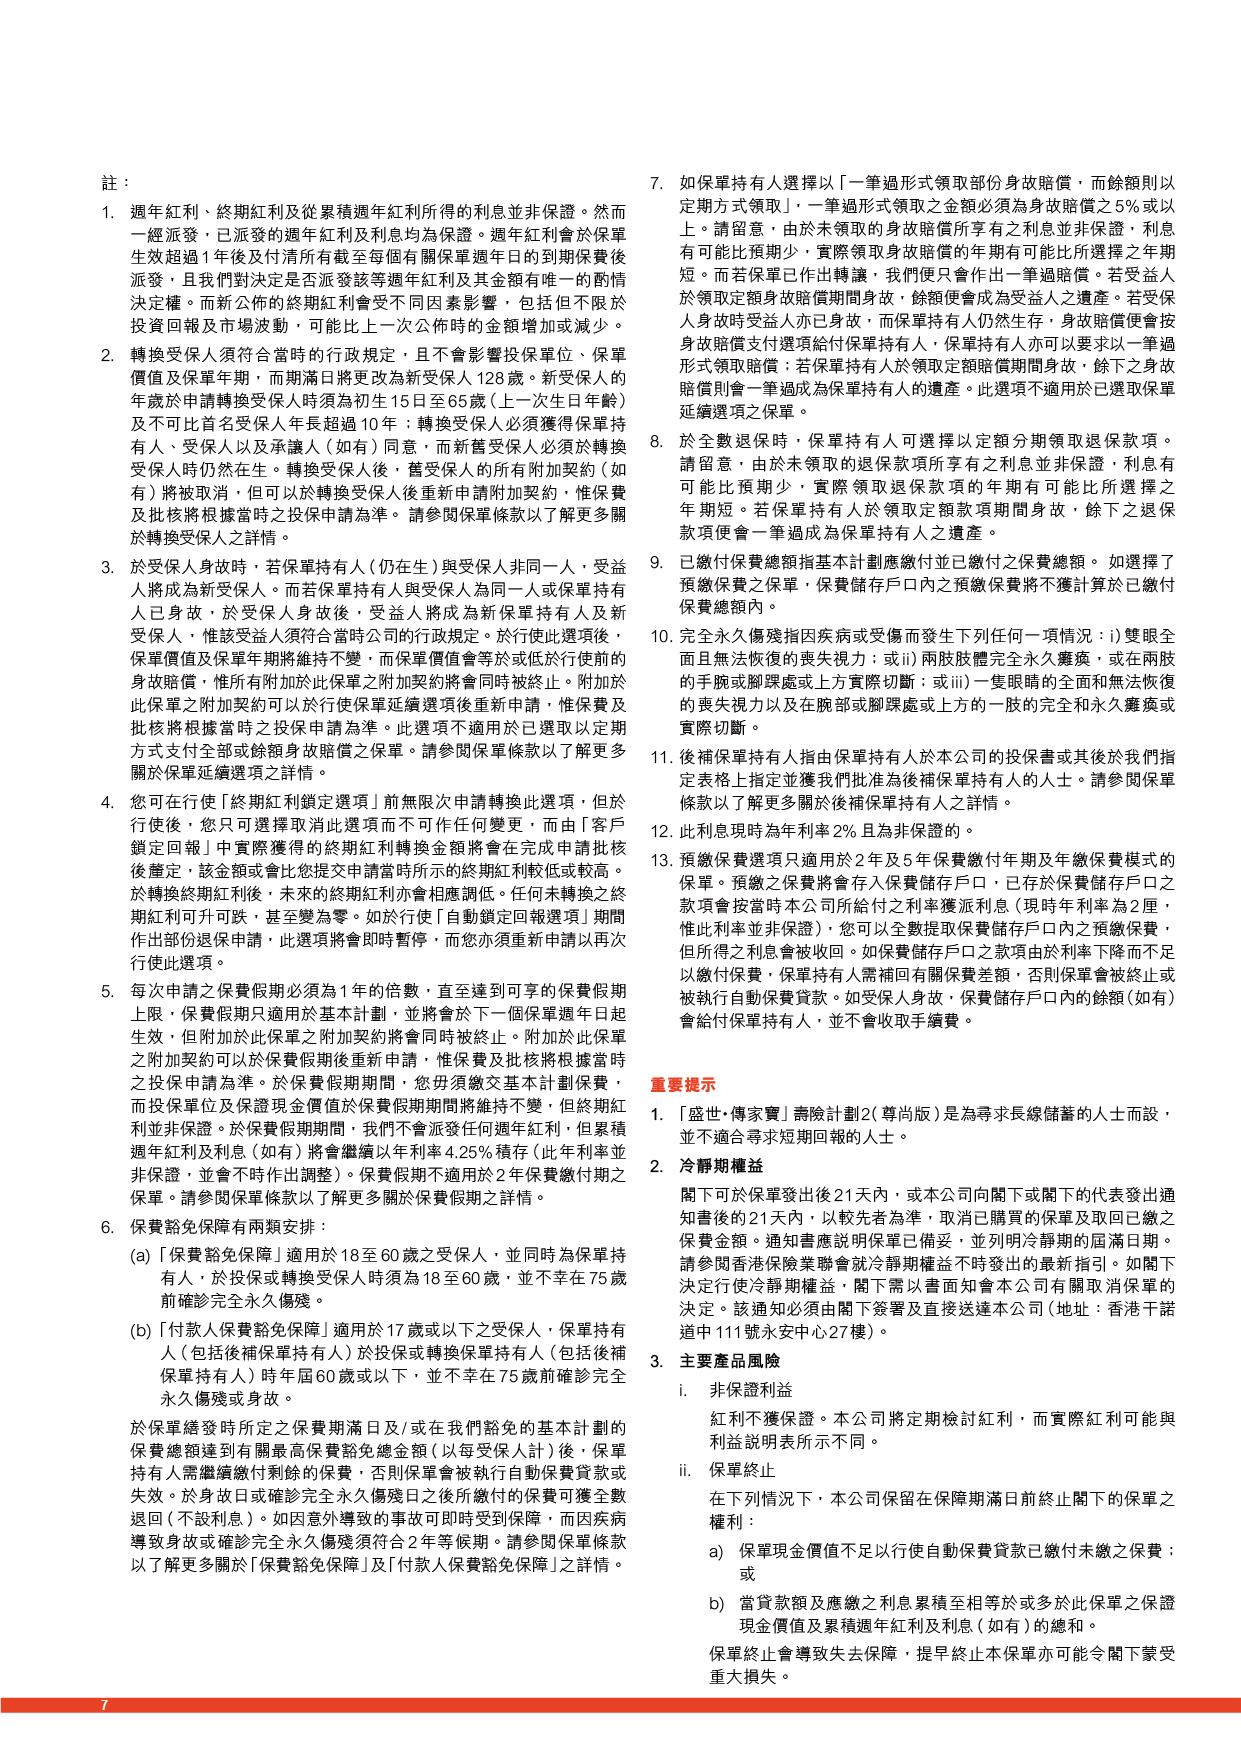 註：
1. 週年紅利、終期紅利及從累積週年紅利所得的利息並非保證。然而
一經派發，已派發的週年紅利及利息均為保證。週年紅利會於保單
生效超過1年後及付清所有截至每個有關保單週年日的到期保費後
派發，且我們對決定是否派發該等週年紅利及其金額有唯一的酌情
決定權。而新公佈的終期紅利會受不同因素影響，包括但不限於
投資回報及市場波動，可能比上一次公佈時的金額增加或減少。
2. 轉換受保人須符合當時的行政規定，且不會影響投保單位、保單
價值及保單年期，而期滿日將更改為新受保人128歲。新受保人的
年歲於申請轉換受保人時須為初生15日至65歲（上一次生日年齡）
及不可比首名受保人年長超過10年；轉換受保人必須獲得保單持
有人、受保人以及承讓人（如有）同意，而新舊受保人必須於轉換
受保人時仍然在生。轉換受保人後，舊受保人的所有附加契約（如
有）將被取消，但可以於轉換受保人後重新申請附加契約，惟保費
及批核將根據當時之投保申請為準。 請參閱保單條款以了解更多關
於轉換受保人之詳情。
3. 於受保人身故時，若保單持有人（仍在生）與受保人非同一人，受益
人將成為新受保人。而若保單持有人與受保人為同一人或保單持有
人已身故，於受保人身故後，受益人將成為新保單持有人及新
受保人，惟該受益人須符合當時公司的行政規定。於行使此選項後，
保單價值及保單年期將維持不變，而保單價值會等於或低於行使前的
身故賠償，惟所有附加於此保單之附加契約將會同時被終止。附加於
此保單之附加契約可以於行使保單延續選項後重新申請，惟保費及
批核將根據當時之投保申請為準。此選項不適用於已選取以定期
方式支付全部或餘額身故賠償之保單。請參閱保單條款以了解更多
關於保單延續選項之詳情。
4. 您可在行使「終期紅利鎖定選項」前無限次申請轉換此選項，但於
行使後，您只可選擇取消此選項而不可作任何變更，而由「客戶
鎖定回報」中實際獲得的終期紅利轉換金額將會在完成申請批核
後釐定，該金額或會比您提交申請當時所示的終期紅利較低或較高。
於轉換終期紅利後，未來的終期紅利亦會相應調低。任何未轉換之終
期紅利可升可跌，甚至變為零。如於行使「自動鎖定回報選項」期間
作出部份退保申請，此選項將會即時暫停，而您亦須重新申請以再次
行使此選項。
5. 每次申請之保費假期必須為1年的倍數，直至達到可享的保費假期
上限，保費假期只適用於基本計劃，並將會於下一個保單週年日起
生效，但附加於此保單之附加契約將會同時被終止。附加於此保單
之附加契約可以於保費假期後重新申請，惟保費及批核將根據當時
之投保申請為準。於保費假期期間，您毋須繳交基本計劃保費，
而投保單位及保證現金價值於保費假期期間將維持不變，但終期紅
利並非保證。於保費假期期間，我們不會派發任何週年紅利，但累積
週年紅利及利息（如有）將會繼續以年利率4.25%積存（此年利率並
非保證，並會不時作出調整）。保費假期不適用於2年保費繳付期之
保單。請參閱保單條款以了解更多關於保費假期之詳情。
6. 保費豁免保障有兩類安排：
(a)「保費豁免保障」適用於18至60歲之受保人，並同時為保單持
有人，於投保或轉換受保人時須為18至60歲，並不幸在75歲
前確診完全永久傷殘。
(b)「付款人保費豁免保障」適用於17歲或以下之受保人，保單持有
人（包括後補保單持有人）於投保或轉換保單持有人（包括後補
保單持有人）時年屆60歲或以下，並不幸在75歲前確診完全
永久傷殘或身故。
於保單繕發時所定之保費期滿日及/或在我們豁免的基本計劃的
保費總額達到有關最高保費豁免總金額（以每受保人計）後，保單
持有人需繼續繳付剩餘的保費，否則保單會被執行自動保費貸款或
失效。於身故日或確診完全永久傷殘日之後所繳付的保費可獲全數
退回（不設利息）。如因意外導致的事故可即時受到保障，而因疾病
導致身故或確診完全永久傷殘須符合2年等候期。請參閱保單條款
以了解更多關於「保費豁免保障」及「付款人保費豁免保障」之詳情。
7. 如保單持有人選擇以「一筆過形式領取部份身故賠償，而餘額則以
定期方式領取」，一筆過形式領取之金額必須為身故賠償之5%或以
上。請留意，由於未領取的身故賠償所享有之利息並非保證，利息
有可能比預期少，實際領取身故賠償的年期有可能比所選擇之年期
短。而若保單已作出轉讓，我們便只會作出一筆過賠償。若受益人
於領取定額身故賠償期間身故，餘額便會成為受益人之遺產。若受保
人身故時受益人亦已身故，而保單持有人仍然生存，身故賠償便會按
身故賠償支付選項給付保單持有人，保單持有人亦可以要求以一筆過
形式領取賠償；若保單持有人於領取定額賠償期間身故，餘下之身故
賠償則會一筆過成為保單持有人的遺產。此選項不適用於已選取保單
延續選項之保單。
8. 於全數退保時，保單持有人可選擇以定額分期領取退保款項。
請留意，由於未領取的退保款項所享有之利息並非保證，利息有
可能比預期少，實際領取退保款項的年期有可能比所選擇之
年期短。若保單持有人於領取定額款項期間身故，餘下之退保
款項便會一筆過成為保單持有人之遺產。
9. 已繳付保費總額指基本計劃應繳付並已繳付之保費總額。 如選擇了
預繳保費之保單，保費儲存戶口內之預繳保費將不獲計算於已繳付
保費總額內。
10. 完全永久傷殘指因疾病或受傷而發生下列任何一項情況：i)雙眼全
面且無法恢復的喪失視力；或ii)兩肢肢體完全永久癱瘓，或在兩肢
的手腕或腳踝處或上方實際切斷；或iii)一隻眼睛的全面和無法恢復
的喪失視力以及在腕部或腳踝處或上方的一肢的完全和永久癱瘓或
實際切斷。
11. 後補保單持有人指由保單持有人於本公司的投保書或其後於我們指
定表格上指定並獲我們批准為後補保單持有人的人士。請參閱保單
條款以了解更多關於後補保單持有人之詳情。
12. 此利息現時為年利率2%且為非保證的。
13. 預繳保費選項只適用於2年及5年保費繳付年期及年繳保費模式的
保單。預繳之保費將會存入保費儲存戶口，已存於保費儲存戶口之
款項會按當時本公司所給付之利率獲派利息（現時年利率為2厘，
惟此利率並非保證），您可以全數提取保費儲存戶口內之預繳保費，
但所得之利息會被收回。如保費儲存戶口之款項由於利率下降而不足
以繳付保費，保單持有人需補回有關保費差額，否則保單會被終止或
被執行自動保費貸款。如受保人身故，保費儲存戶口內的餘額（如有）
會給付保單持有人，並不會收取手續費。
重要提示
1. 「盛世•傳家寶」壽險計劃2（尊尚版）是為尋求長線儲蓄的人士而設，
並不適合尋求短期回報的人士。
2. 冷靜期權益
閣下可於保單發出後21天內，或本公司向閣下或閣下的代表發出通
知書後的21天內，以較先者為準，取消已購買的保單及取回已繳之
保費金額。通知書應說明保單已備妥，並列明冷靜期的屆滿日期。
請參閱香港保險業聯會就冷靜期權益不時發出的最新指引。如閣下
決定行使冷靜期權益，閣下需以書面知會本公司有關取消保單的
決定。該通知必須由閣下簽署及直接送達本公司（地址：香港干諾
道中111號永安中心27樓）。
3. 主要產品風險
i. 非保證利益
紅利不獲保證。本公司將定期檢討紅利，而實際紅利可能與
利益說明表所示不同。
ii. 保單終止
在下列情況下，本公司保留在保障期滿日前終止閣下的保單之
權利：
a) 保單現金價值不足以行使自動保費貸款已繳付未繳之保費；
或
b) 當貸款額及應繳之利息累積至相等於或多於此保單之保證
現金價值及累積週年紅利及利息（如有）的總和。
保單終止會導致失去保障，提早終止本保單亦可能令閣下蒙受
重大損失。
7